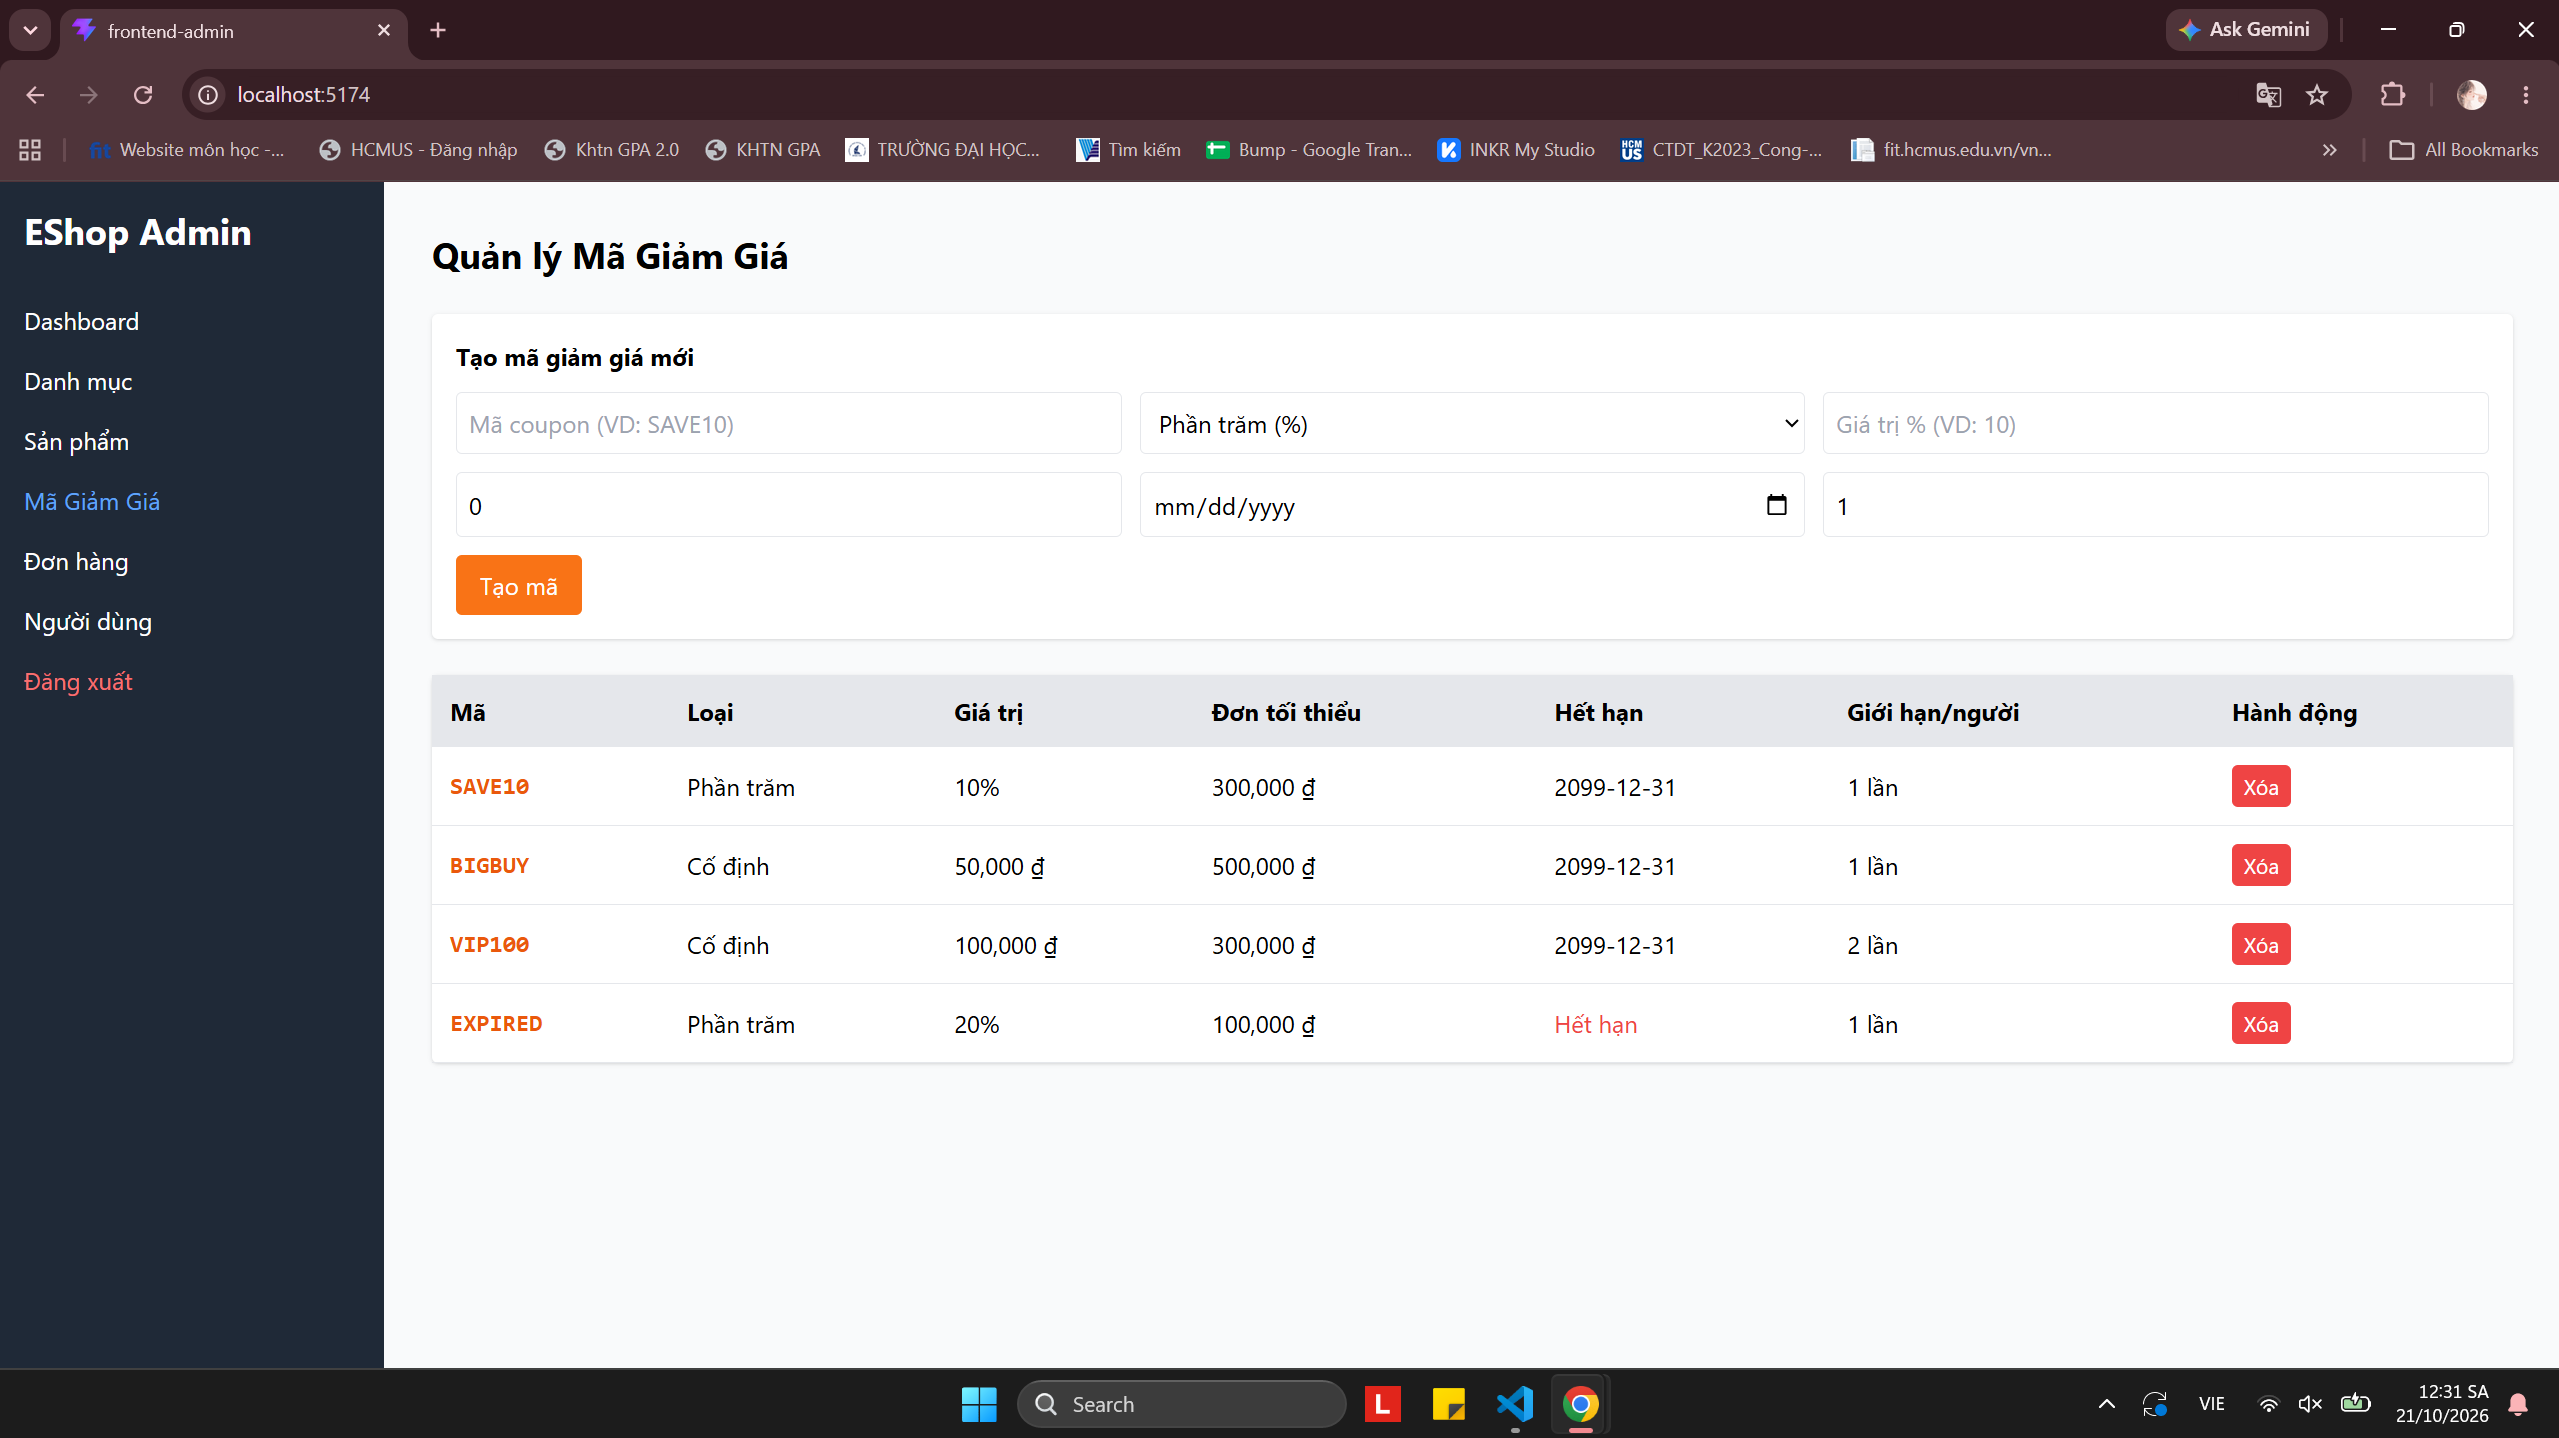 frontend-admin
Ask Gemini
localhost:5174
fit Website môn học -... HCMUS - Đăng nhập Khtn GPA 2.0 KHTN GPA TRƯỜNG ĐẠI HỌC... Tìm kiếm Bump - Google Tran... INKR My Studio HCM US CTDT_K2023_Cong-... fit.hcmus.edu.vn/vn... All Bookmarks
EShop Admin
Dashboard
Danh mục
Sản phẩm
Mã Giảm Giá
Đơn hàng
Người dùng
Đăng xuất
Quản lý Mã Giảm Giá
Tạo mã giảm giá mới
Mã coupon (VD: SAVE10) Phần trăm (%) Giá trị % (VD: 10)
0 mm/dd/yyyy 1
Tạo mã
Mã Loại Giá trị Đơn tối thiểu Hết hạn Giới hạn/người Hành động
SAVE10 Phần trăm 10% 300,000 ₫ 2099-12-31 1 lần Xóa
BIGBUY Cố định 50,000 ₫ 500,000 ₫ 2099-12-31 1 lần Xóa
VIP100 Cố định 100,000 ₫ 300,000 ₫ 2099-12-31 2 lần Xóa
EXPIRED Phần trăm 20% 100,000 ₫ Hết hạn 1 lần Xóa
Search
L
VIE
12:31 SA
21/10/2026